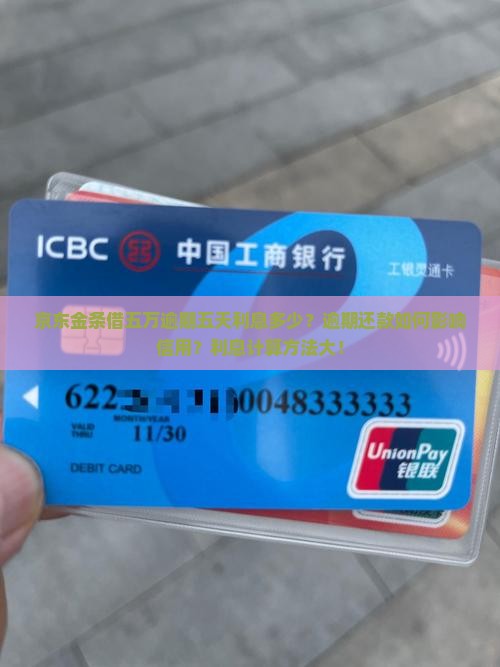 ICBC 中国工商银行
工银灵通卡
京东金条借五万逾期五天利息多少？逾期还款如何影响
信用？利息计算方法大！
622 0048333333
MONTH/YEAR
VALID
THRU 11/30
DEBIT CARD
UnionPay
银联